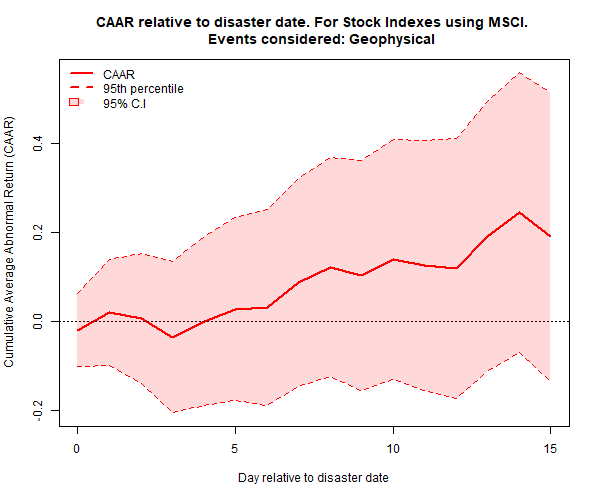 CAAR relative to disaster date. For Stock Indexes using MSCI.
Events considered: Geophysical
CAAR
95th percentile
95% C.I
Cumulative Average Abnormal Return (CAAR)
0.4
0.2
0.0
-0.2
0 5 10 15
Day relative to disaster date